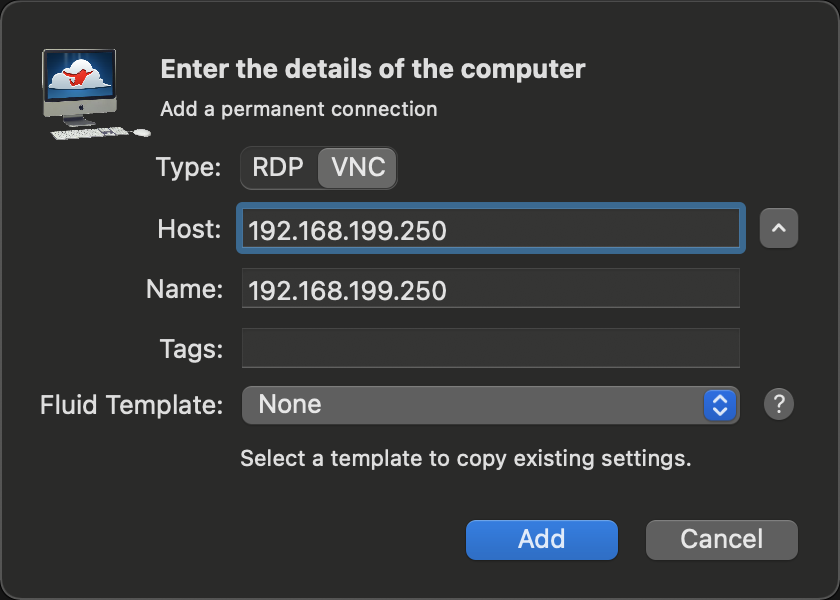 Enter the details of the computer
Add a permanent connection
Type: RDP VNC
Host: 192.168.199.250
Name: 192.168.199.250
Tags:
Fluid Template: None ?
Select a template to copy existing settings.
Add Cancel